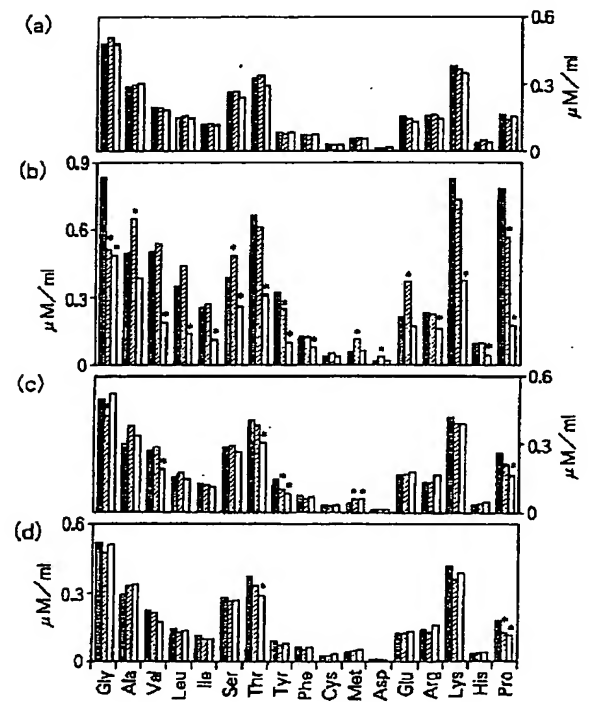 (a)
0.6
0.3
0
μM/ml
(b)
0.9
0.6
0.3
0
μM/ml
(c)
0.6
0.3
0
μM/ml
(d)
0.6
0.3
0
μM/ml
Gly Ala Val Leu Ile Ser Thr Tyr Phe Cys Met Asp Glu Arg Lys His Pro